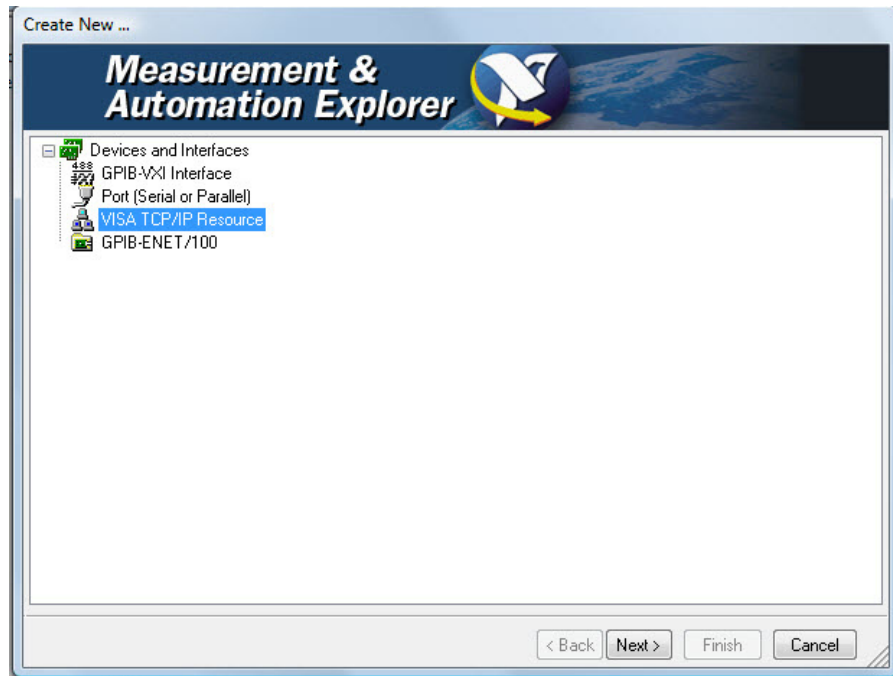 Create New ...
Measurement &
Automation Explorer
Devices and Interfaces
GPIB-VXI Interface
Port (Serial or Parallel)
VISA TCP/IP Resource
GPIB-ENET/100
< Back Next > Finish Cancel